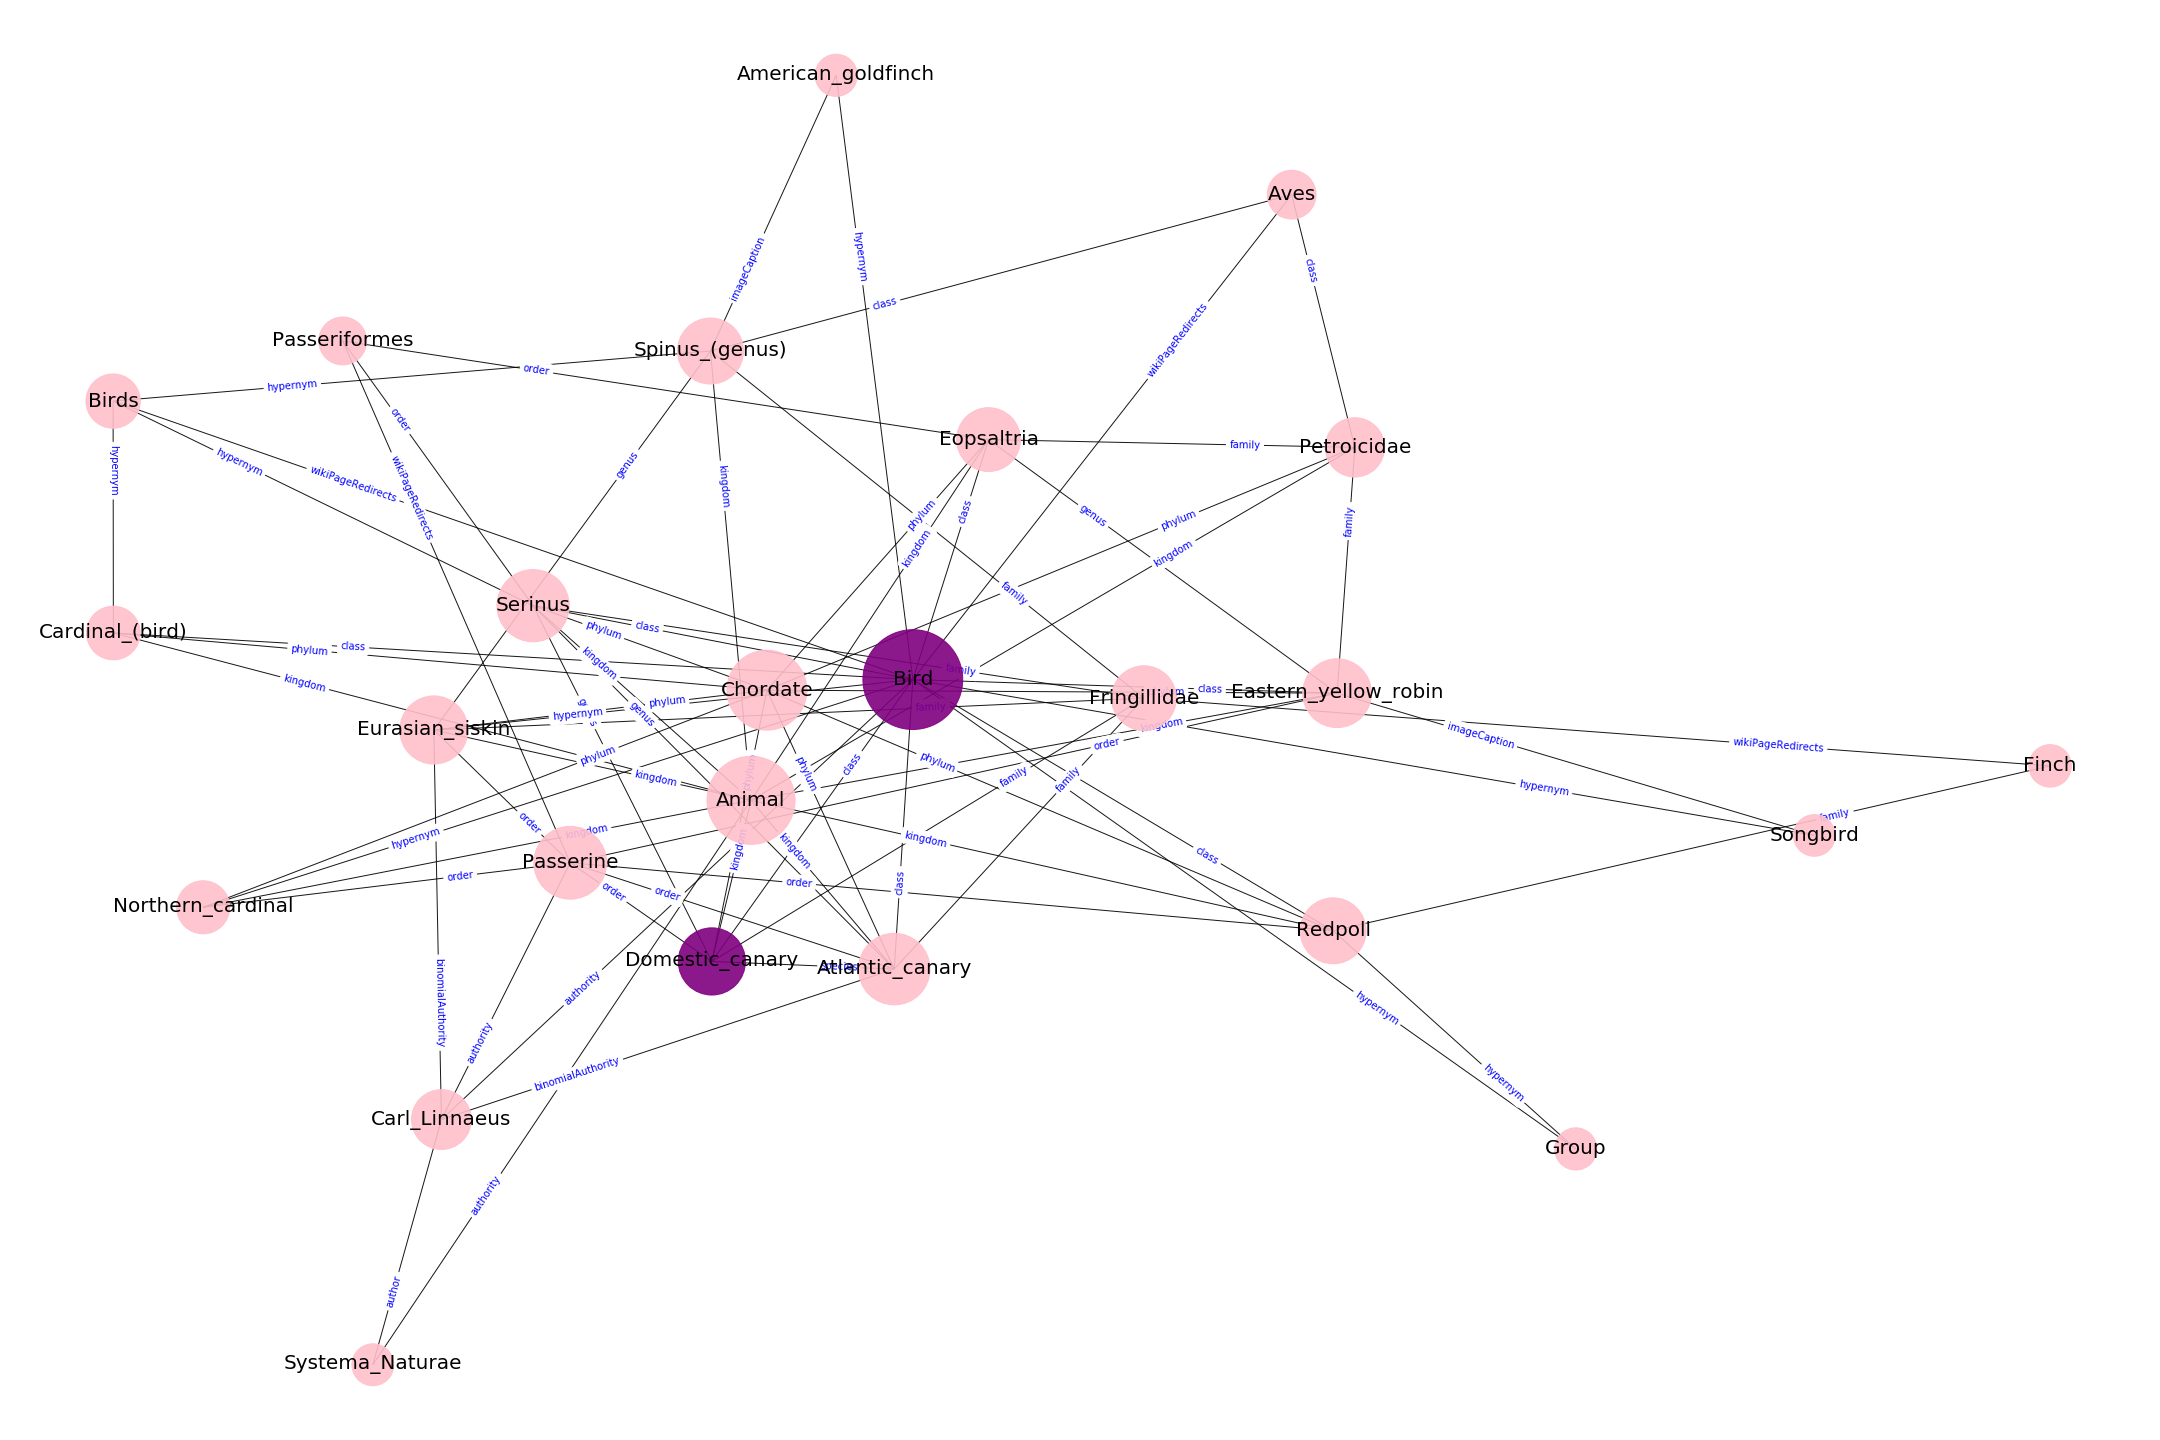 American_goldfinch
Aves
hypernym
imageCaption
class
class
wikiPageRedirects
Passeriformes
Spinus_(genus)
order
hypernym
Birds
order
Eopsaltria
family
Petroicidae
hypernym
hypernym
wikiPageRedirects
genus
kingdom
wikiPageRedirects
phylum
class
genus
phylum
family
kingdom
kingdom
family
Serinus
Cardinal_(bird)
phylum
class
phylum
class
kingdom
family
kingdom
Chordate
Bird
class
Fringillidae
Eastern_yellow_robin
Eurasian_siskin
hypernym
phylum
genus
family
kingdom
order
imageCaption
wikiPageRedirects
phylum
kingdom
phylum
phylum
class
phylum
family
family
hypernym
Finch
Animal
order
hypernym
kingdom
kingdom
kingdom
family
Songbird
Passerine
order
order
order
order
class
class
Northern_cardinal
Redpoll
Domestic_canary
species
Atlantic_canary
binomialAuthority
authority
authority
hypernym
binomialAuthority
hypernym
Carl_Linnaeus
Group
authority
author
Systema_Naturae